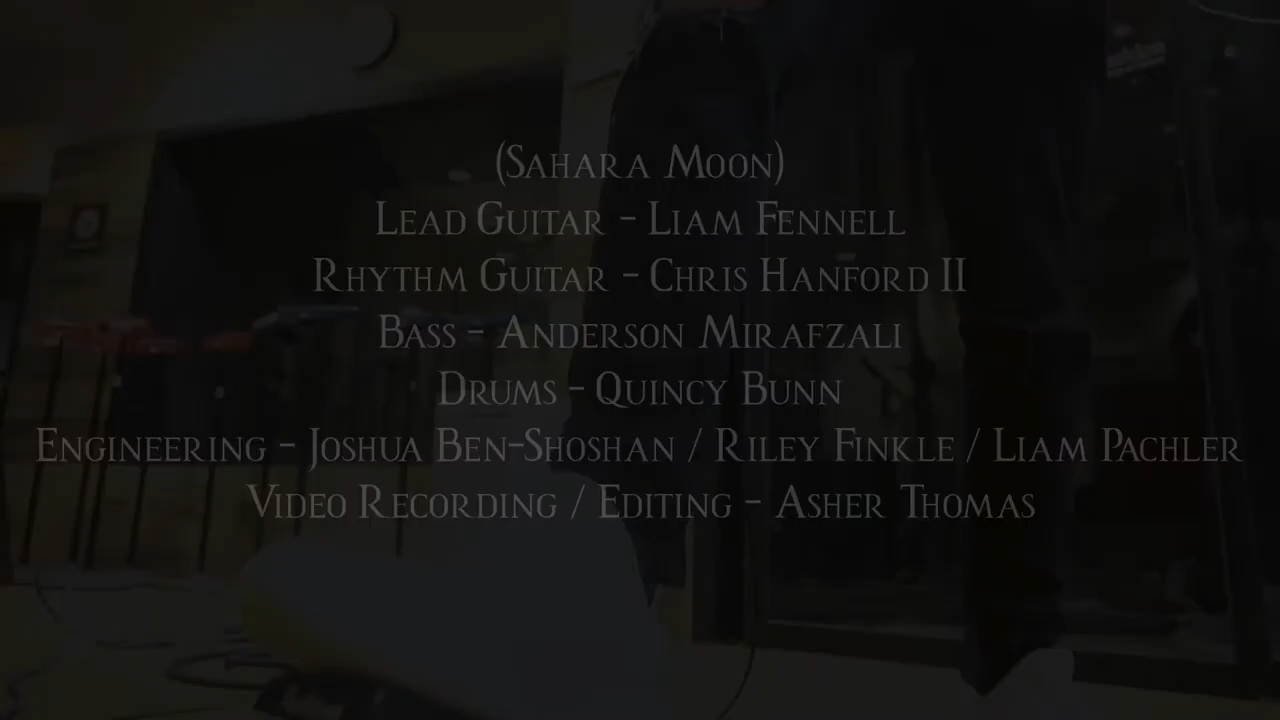 (Sahara Moon)
Lead Guitar - Liam Fennell
Rhythm Guitar - Chris Hanford II
Bass - Anderson Mirafzali
Drums - Quincy Bunn
Engineering - Joshua Ben-Shoshan / Riley Finkle / Liam Pachler
Video Recording / Editing - Asher Thomas